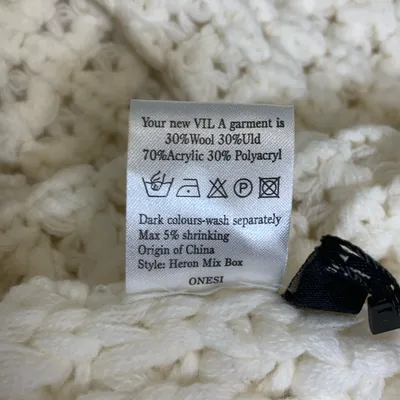 Your new VILA garment is
30%Wool 30%Uld
70%Acrylic 30% Polyacryl
P
Dark colours-wash separately
Max 5% shrinking
Origin of China
Style: Heron Mix Box
ONESI